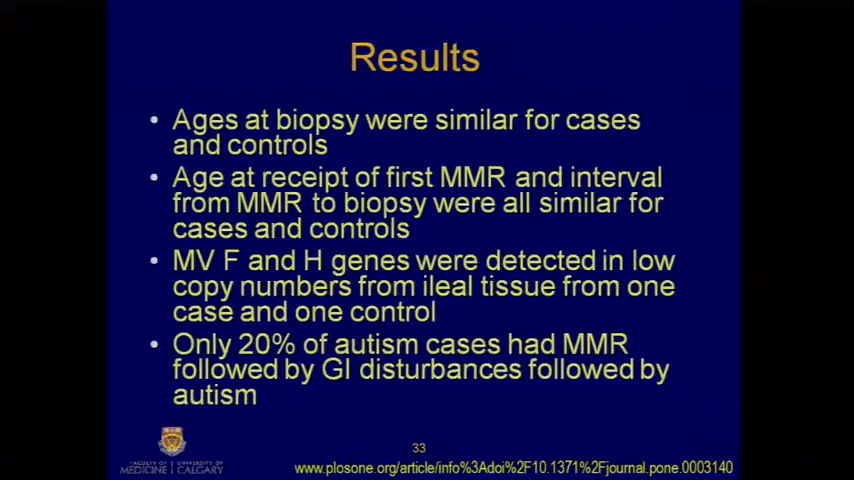 Results
• Ages at biopsy were similar for cases
and controls
• Age at receipt of first MMR and interval
from MMR to biopsy were all similar for
cases and controls
• MV F and H genes were detected in low
copy numbers from ileal tissue from one
case and one control
• Only 20% of autism cases had MMR
followed by GI disturbances followed by
autism
33
FACULTY OF | UNIVERSITY OF
MEDICINE | CALGARY
www.plosone.org/article/info%3Adoi%2F10.1371%2Fjournal.pone.0003140